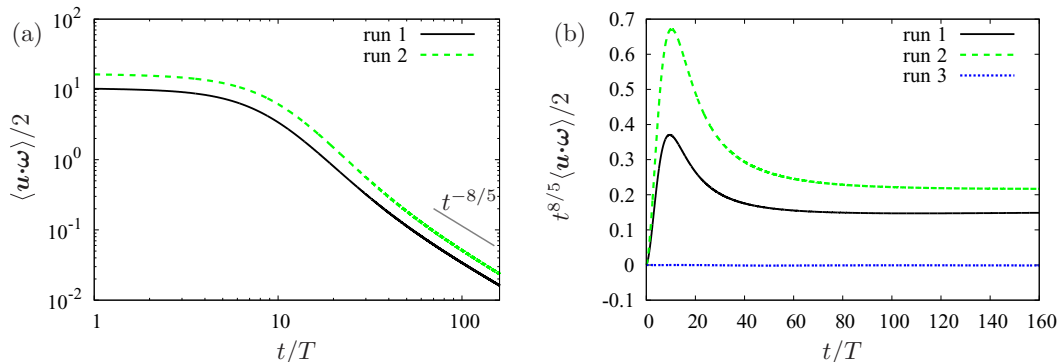 (a)
⟨u·ω⟩/2
10^2
10^1
10^0
10^-1
10^-2
run 1
run 2
t^-8/5
1
10
100
t/T
(b)
t^8/5⟨u·ω⟩/2
0.7
0.6
0.5
0.4
0.3
0.2
0.1
0
-0.1
run 1
run 2
run 3
0 20 40 60 80 100 120 140 160
t/T